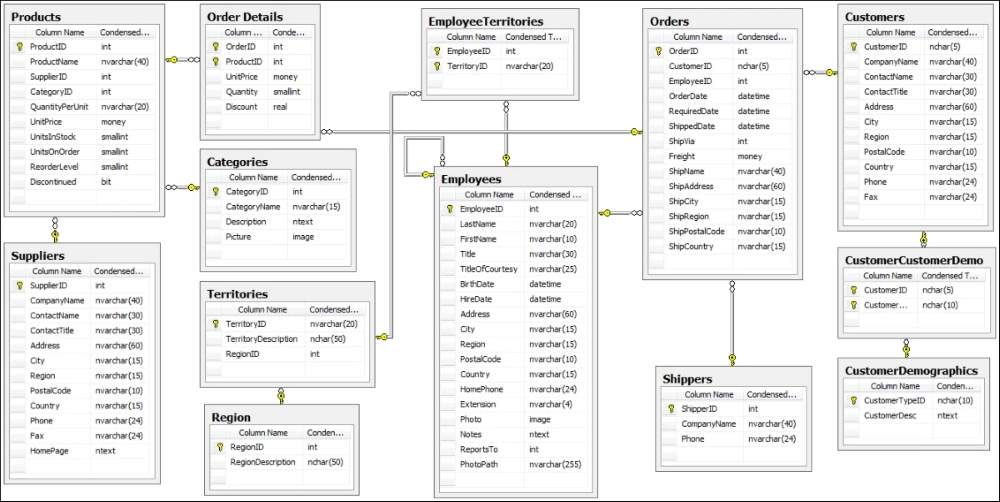 Products
Column Name Condensed...
ProductID int
ProductName nvarchar(40)
SupplierID int
CategoryID int
QuantityPerUnit nvarchar(20)
UnitPrice money
UnitsInStock smallint
UnitsOnOrder smallint
ReorderLevel smallint
Discontinued bit
Order Details
Column ... Conde...
OrderID int
ProductID int
UnitPrice money
Quantity smallint
Discount real
EmployeeTerritories
Column Name Condensed T...
EmployeeID int
TerritoryID nvarchar(20)
Orders
Column Name Condensed...
OrderID int
CustomerID nchar(5)
EmployeeID int
OrderDate datetime
RequiredDate datetime
ShippedDate datetime
ShipVia int
Freight money
ShipName nvarchar(40)
ShipAddress nvarchar(60)
ShipCity nvarchar(15)
ShipRegion nvarchar(15)
ShipPostalCode nvarchar(10)
ShipCountry nvarchar(15)
Customers
Column Name Condensed...
CustomerID nchar(5)
CompanyName nvarchar(40)
ContactName nvarchar(30)
ContactTitle nvarchar(30)
Address nvarchar(60)
City nvarchar(15)
Region nvarchar(15)
PostalCode nvarchar(10)
Country nvarchar(15)
Phone nvarchar(24)
Fax nvarchar(24)
Categories
Column Name Condensed...
CategoryID int
CategoryName nvarchar(15)
Description ntext
Picture image
Employees
Column Name Condensed ...
EmployeeID int
LastName nvarchar(20)
FirstName nvarchar(10)
Title nvarchar(30)
TitleOfCourtesy nvarchar(25)
BirthDate datetime
HireDate datetime
Address nvarchar(60)
City nvarchar(15)
Region nvarchar(15)
PostalCode nvarchar(10)
Country nvarchar(15)
HomePhone nvarchar(24)
Extension nvarchar(4)
Photo image
Notes ntext
ReportsTo int
PhotoPath nvarchar(255)
Suppliers
Column Name Condensed...
SupplierID int
CompanyName nvarchar(40)
ContactName nvarchar(30)
ContactTitle nvarchar(30)
Address nvarchar(60)
City nvarchar(15)
Region nvarchar(15)
PostalCode nvarchar(10)
Country nvarchar(15)
Phone nvarchar(24)
Fax nvarchar(24)
HomePage ntext
Territories
Column Name Condensed ...
TerritoryID nvarchar(20)
TerritoryDescription nchar(50)
RegionID int
Region
Column Name Conden...
RegionID int
RegionDescription nchar(50)
Shippers
Column Name Condensed...
ShipperID int
CompanyName nvarchar(40)
Phone nvarchar(24)
CustomerCustomerDemo
Column Name Condensed T...
CustomerID nchar(5)
Customer... nchar(10)
CustomerDemographics
Column Name Conden...
CustomerTypeID nchar(10)
CustomerDesc ntext